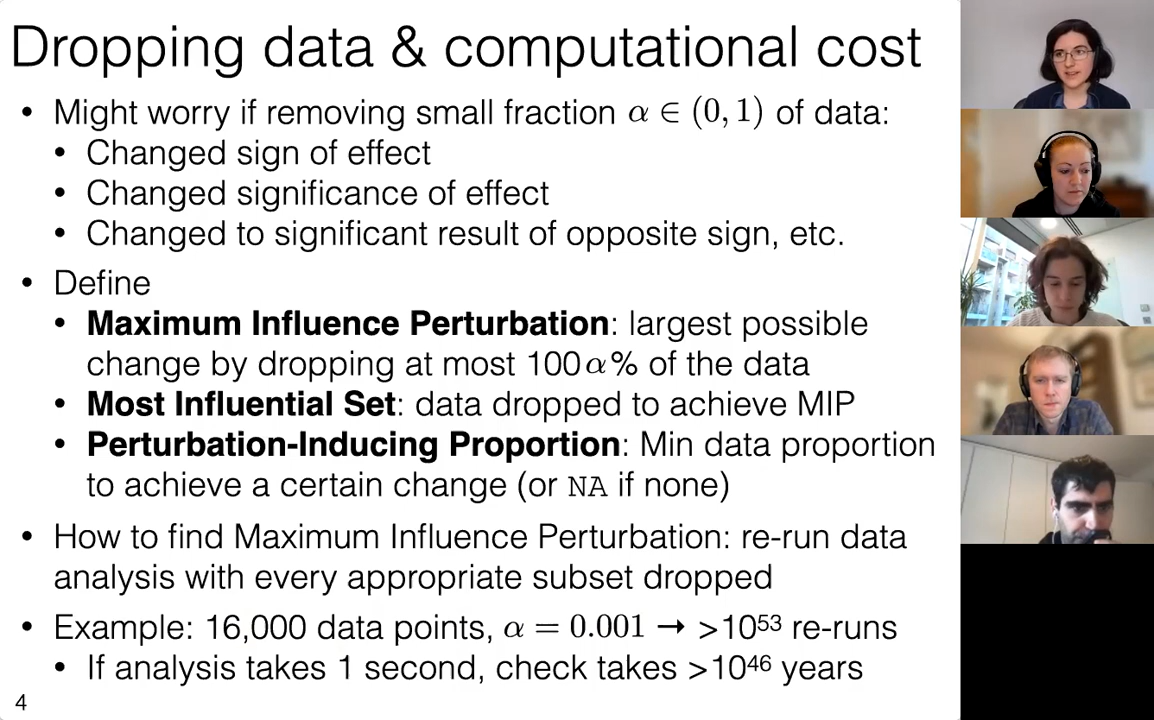 Dropping data & computational cost
• Might worry if removing small fraction α ∈ (0, 1) of data:
• Changed sign of effect
• Changed significance of effect
• Changed to significant result of opposite sign, etc.
• Define
• Maximum Influence Perturbation: largest possible
change by dropping at most 100α% of the data
• Most Influential Set: data dropped to achieve MIP
• Perturbation-Inducing Proportion: Min data proportion
to achieve a certain change (or NA if none)
• How to find Maximum Influence Perturbation: re-run data
analysis with every appropriate subset dropped
• Example: 16,000 data points, α = 0.001 → >10⁵³ re-runs
• If analysis takes 1 second, check takes >10⁴⁶ years
4